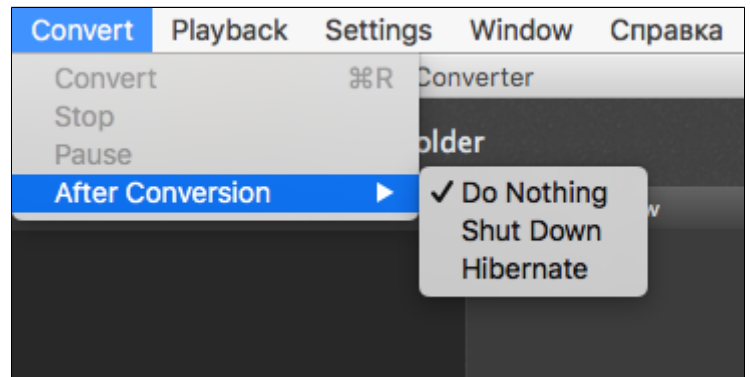 Convert Playback Settings Window Справка
Convert ⌘R
Converter
Stop
older
Pause
After Conversion ▶ ✓ Do Nothing
w
Shut Down
Hibernate